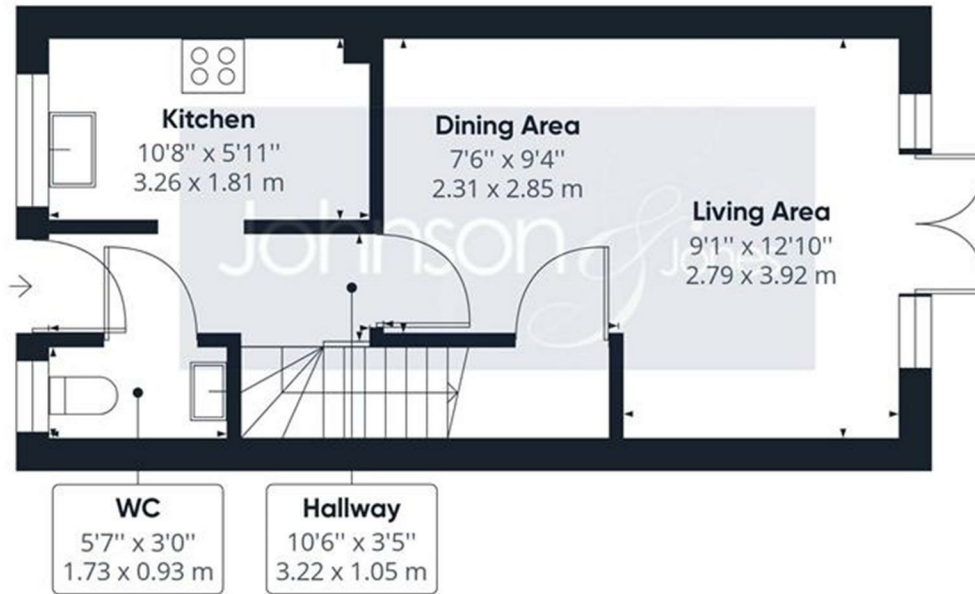 Kitchen
10'8'' x 5'11''
3.26 x 1.81 m
Dining Area
7'6'' x 9'4''
2.31 x 2.85 m
Living Area
9'1'' x 12'10''
2.79 x 3.92 m
Johnson & Jones
WC
5'7'' x 3'0''
1.73 x 0.93 m
Hallway
10'6'' x 3'5''
3.22 x 1.05 m